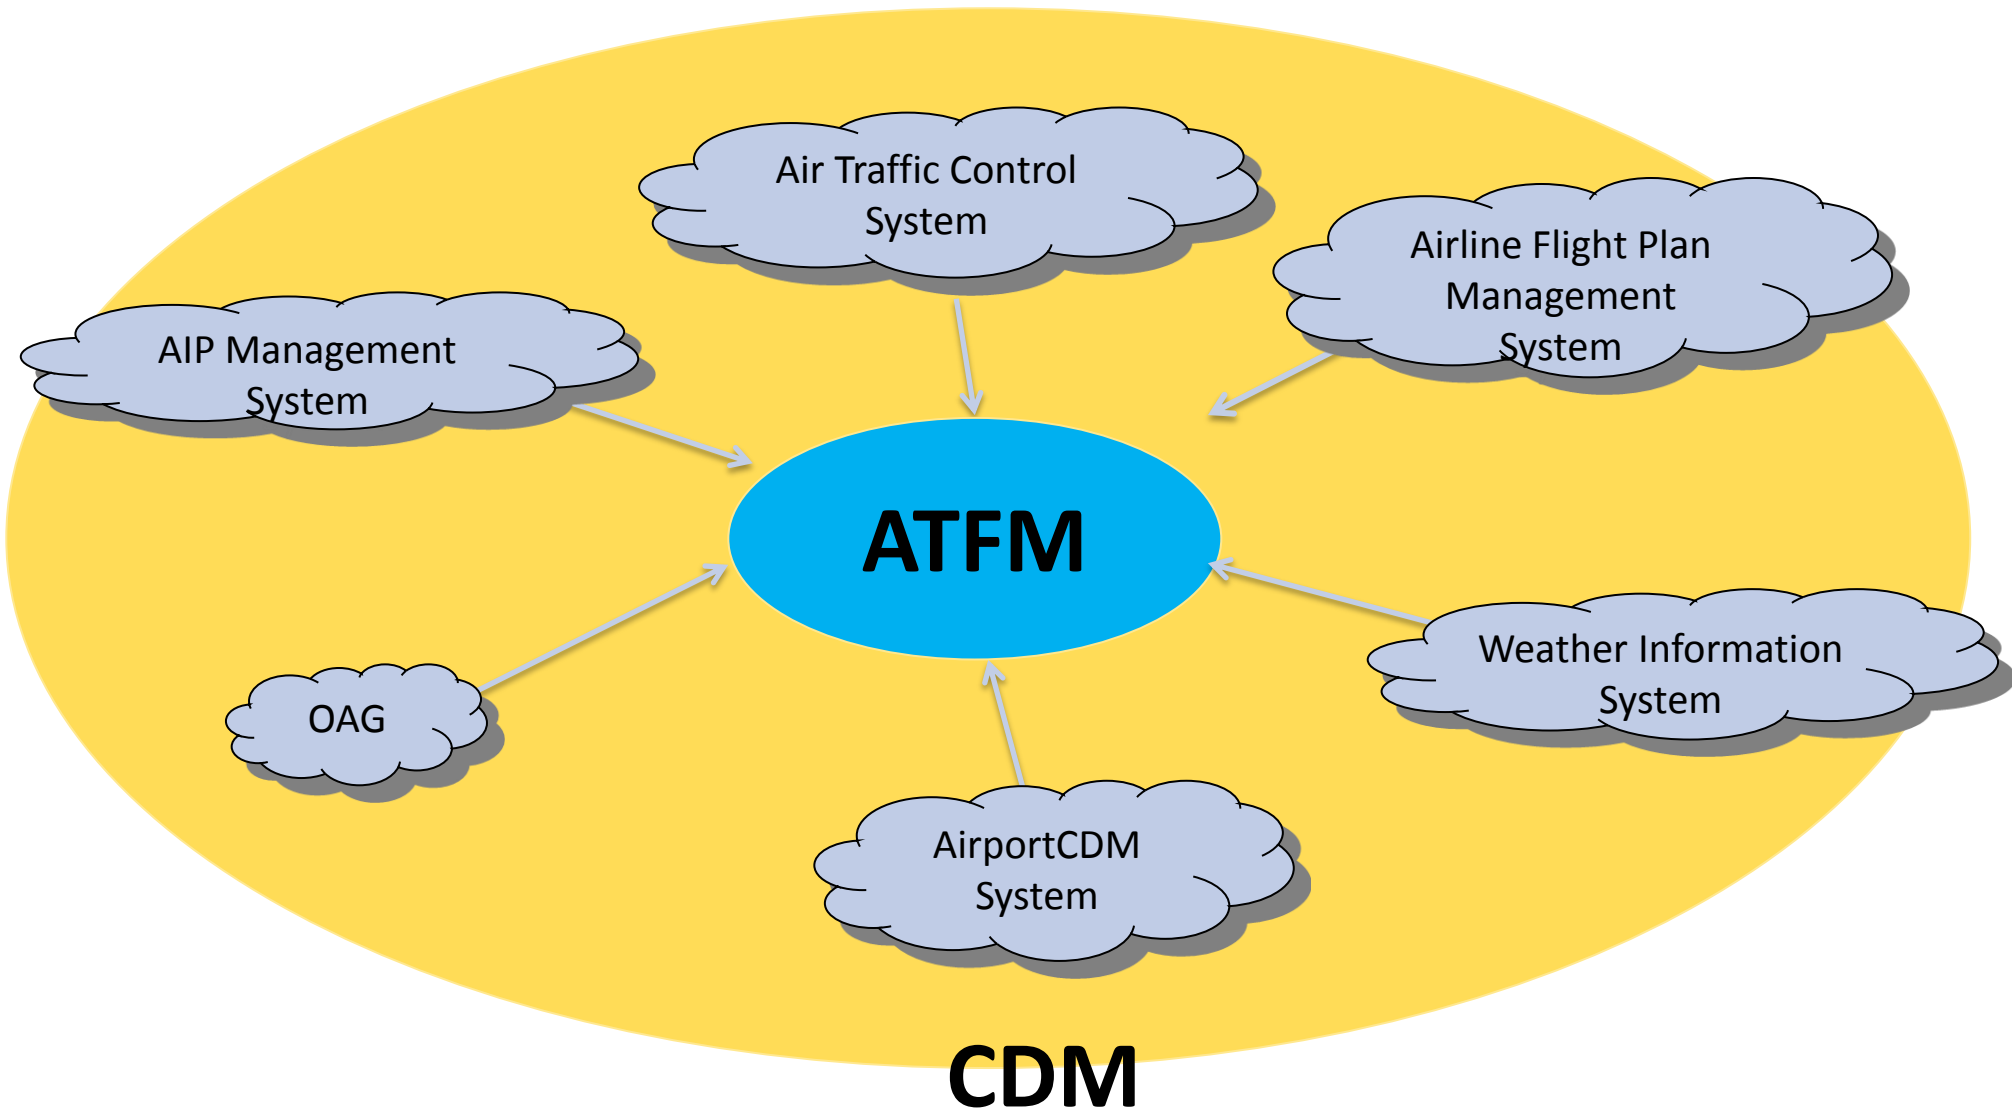 Air Traffic Control
System
Airline Flight Plan
Management
System
AIP Management
System
ATFM
Weather Information
System
OAG
AirportCDM
System
CDM